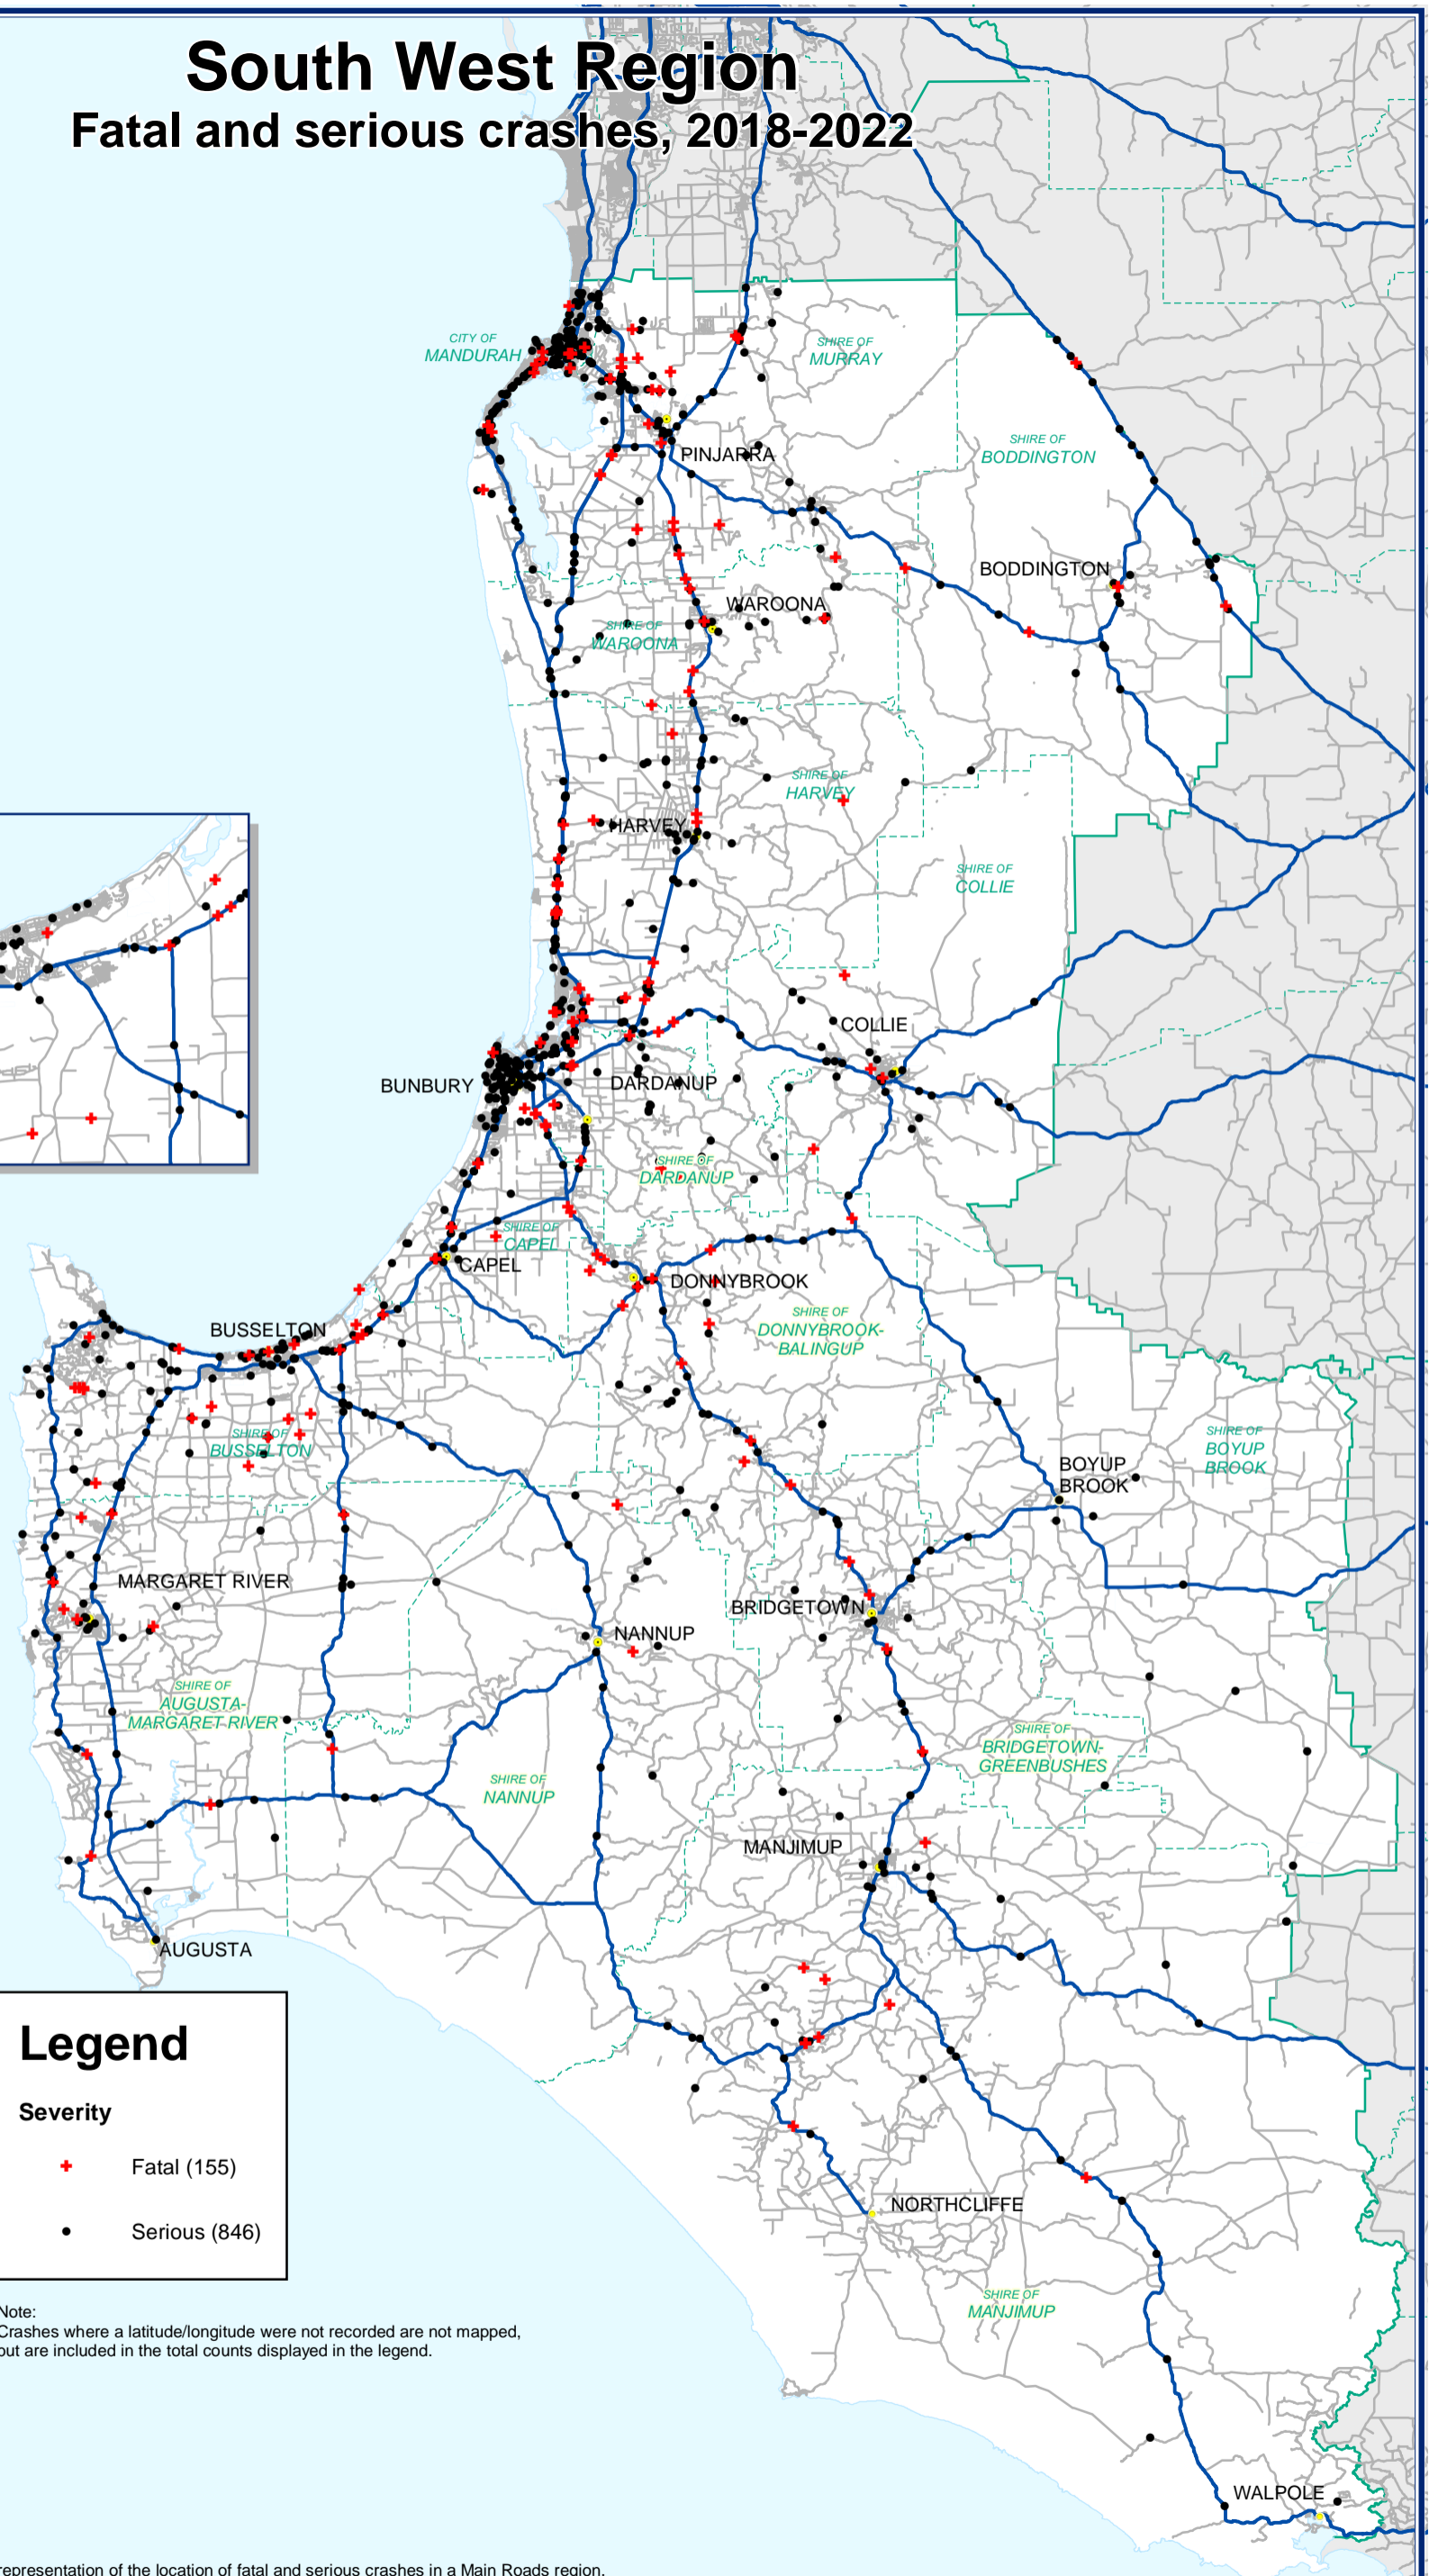 South West Region
Fatal and serious crashes, 2018-2022
CITY OF
MANDURAH
SHIRE OF
MURRAY
SHIRE OF
BODDINGTON
PINJARRA
BODDINGTON
WAROONA
SHIRE OF
WAROONA
SHIRE OF
HARVEY
HARVEY
SHIRE OF
COLLIE
COLLIE
BUNBURY
DARDANUP
SHIRE OF
DARDANUP
SHIRE OF
CAPEL
CAPEL
DONNYBROOK
SHIRE OF
DONNYBROOK-
BALINGUP
BUSSELTON
SHIRE OF
BUSSELTON
SHIRE OF
BOYUP
BROOK
BOYUP
BROOK
MARGARET RIVER
BRIDGETOWN
NANNUP
SHIRE OF
AUGUSTA-
MARGARET RIVER
SHIRE OF
BRIDGETOWN-
GREENBUSHES
SHIRE OF
NANNUP
MANJIMUP
AUGUSTA
Legend
Severity
Fatal (155)
Serious (846)
NORTHCLIFFE
SHIRE OF
MANJIMUP
Note:
Crashes where a latitude/longitude were not recorded are not mapped,
but are included in the total counts displayed in the legend.
WALPOLE
representation of the location of fatal and serious crashes in a Main Roads region.